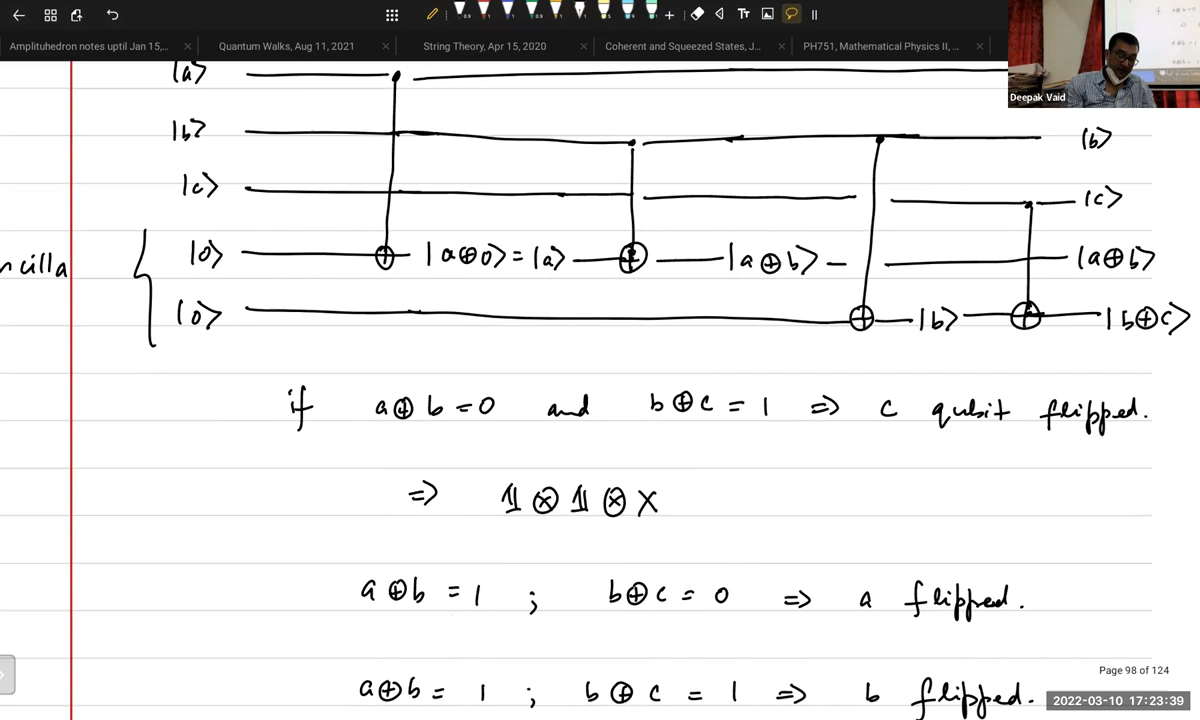 Amplituhedron notes uptil Jan 15,... Quantum Walks, Aug 11, 2021 String Theory, Apr 15, 2020 Coherent and Squeezed States, J... PH751, Mathematical Physics II, ...
Deepak Vaid
|a⟩
|b⟩ |b⟩
|c⟩ |c⟩
ncilla |0⟩ |a⊕0⟩ = |a⟩ |a⊕b⟩ |a⊕b⟩
|0⟩ |b⟩ |b⊕c⟩
if a⊕b = 0 and b⊕c = 1 ⇒ c qubit flipped.
⇒ 𝟙 ⊗ 𝟙 ⊗ X
a⊕b = 1 ; b⊕c = 0 ⇒ a flipped.
Page 98 of 124
a⊕b = 1 ; b⊕c = 1 ⇒ b flipped.
2022-03-10 17:23:39